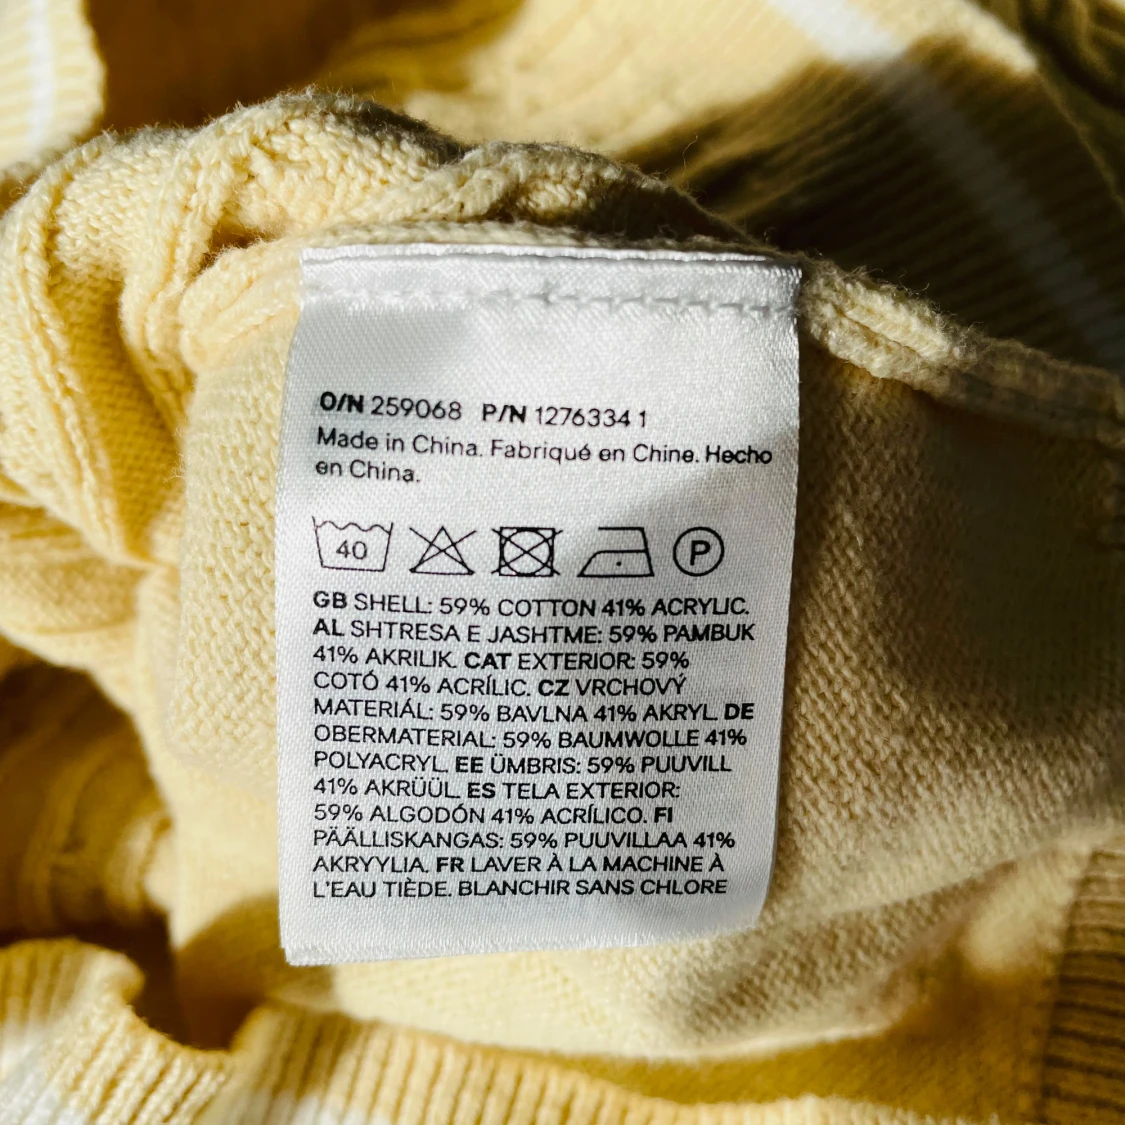 O/N 259068 P/N 1276334 1
Made in China. Fabriqué en Chine. Hecho
en China.
40
P
GB SHELL: 59% COTTON 41% ACRYLIC.
AL SHTRESA E JASHTME: 59% PAMBUK
41% AKRILIK. CAT EXTERIOR: 59%
COTÓ 41% ACRÍLIC. CZ VRCHOVÝ
MATERIÁL: 59% BAVLNA 41% AKRYL. DE
OBERMATERIAL: 59% BAUMWOLLE 41%
POLYACRYL. EE ÜMBRIS: 59% PUUVILL
41% AKRÜÜL. ES TELA EXTERIOR:
59% ALGODÓN 41% ACRÍLICO. FI
PÄÄLLISKANGAS: 59% PUUVILLAA 41%
AKRYYLIA. FR LAVER À LA MACHINE À
L'EAU TIÈDE. BLANCHIR SANS CHLORE